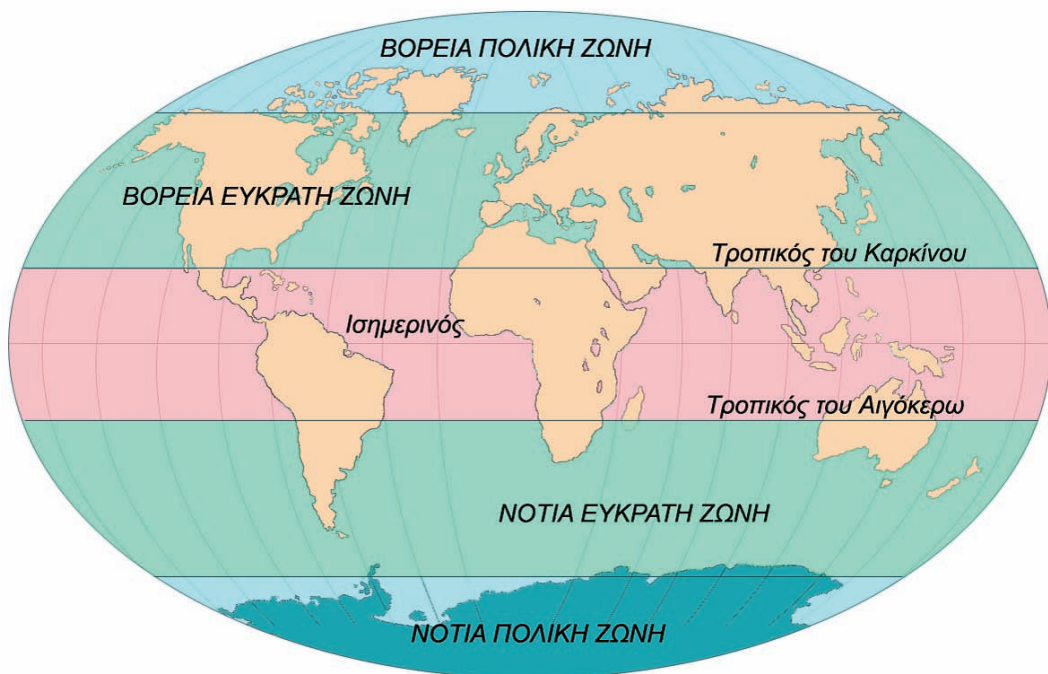 ΒΟΡΕΙΑ ΠΟΛΙΚΗ ΖΩΝΗ
ΒΟΡΕΙΑ ΕΥΚΡΑΤΗ ΖΩΝΗ
Τροπικός του Καρκίνου
Ισημερινός
Τροπικός του Αιγόκερω
ΝΟΤΙΑ ΕΥΚΡΑΤΗ ΖΩΝΗ
ΝΟΤΙΑ ΠΟΛΙΚΗ ΖΩΝΗ